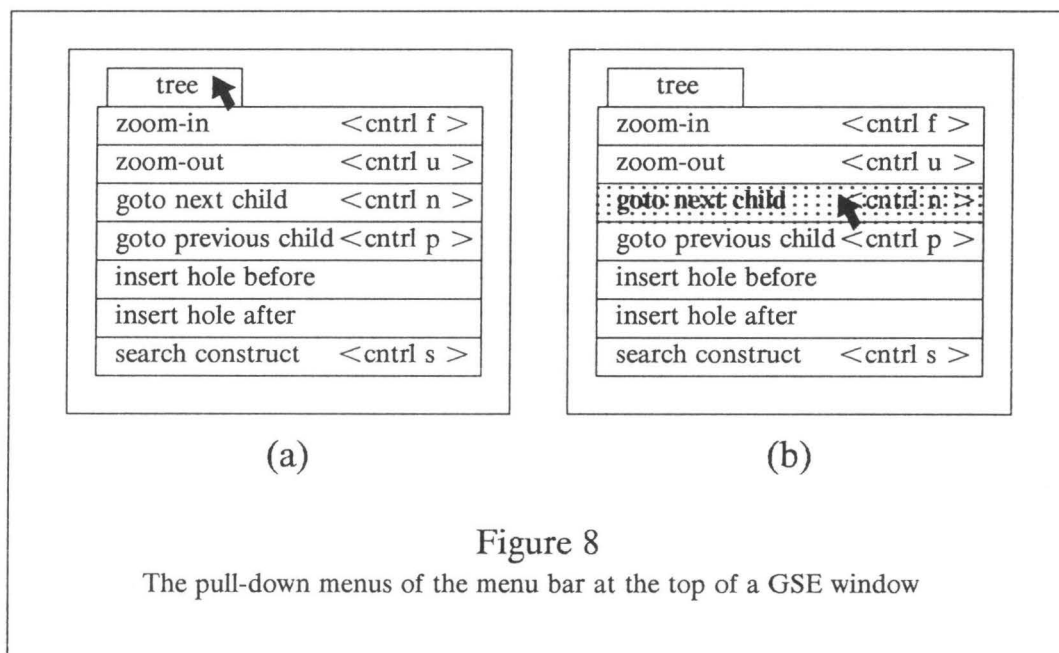 tree
zoom-in <cntrl f >
zoom-out <cntrl u >
goto next child <cntrl n >
goto previous child <cntrl p >
insert hole before
insert hole after
search construct <cntrl s >
(a)
tree
zoom-in <cntrl f >
zoom-out <cntrl u >
goto next child <cntrl n >
goto previous child <cntrl p >
insert hole before
insert hole after
search construct <cntrl s >
(b)
Figure 8
The pull-down menus of the menu bar at the top of a GSE window